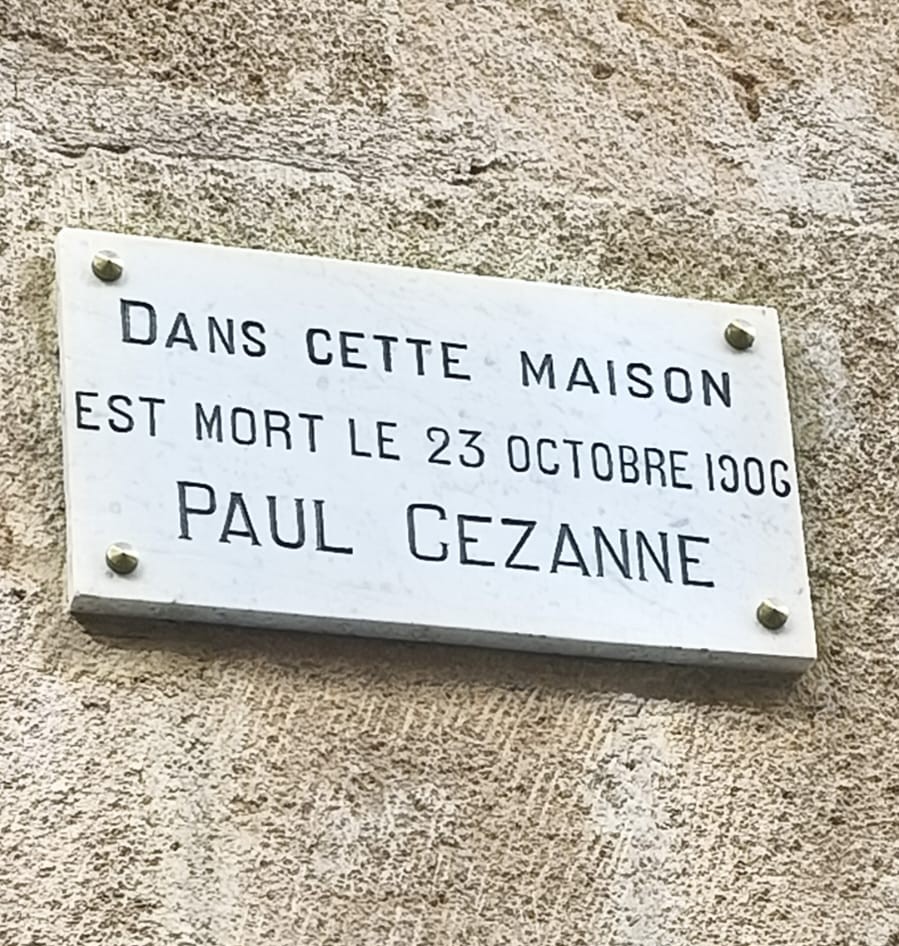 DANS CETTE MAISON
EST MORT LE 23 OCTOBRE 1906
PAUL CEZANNE